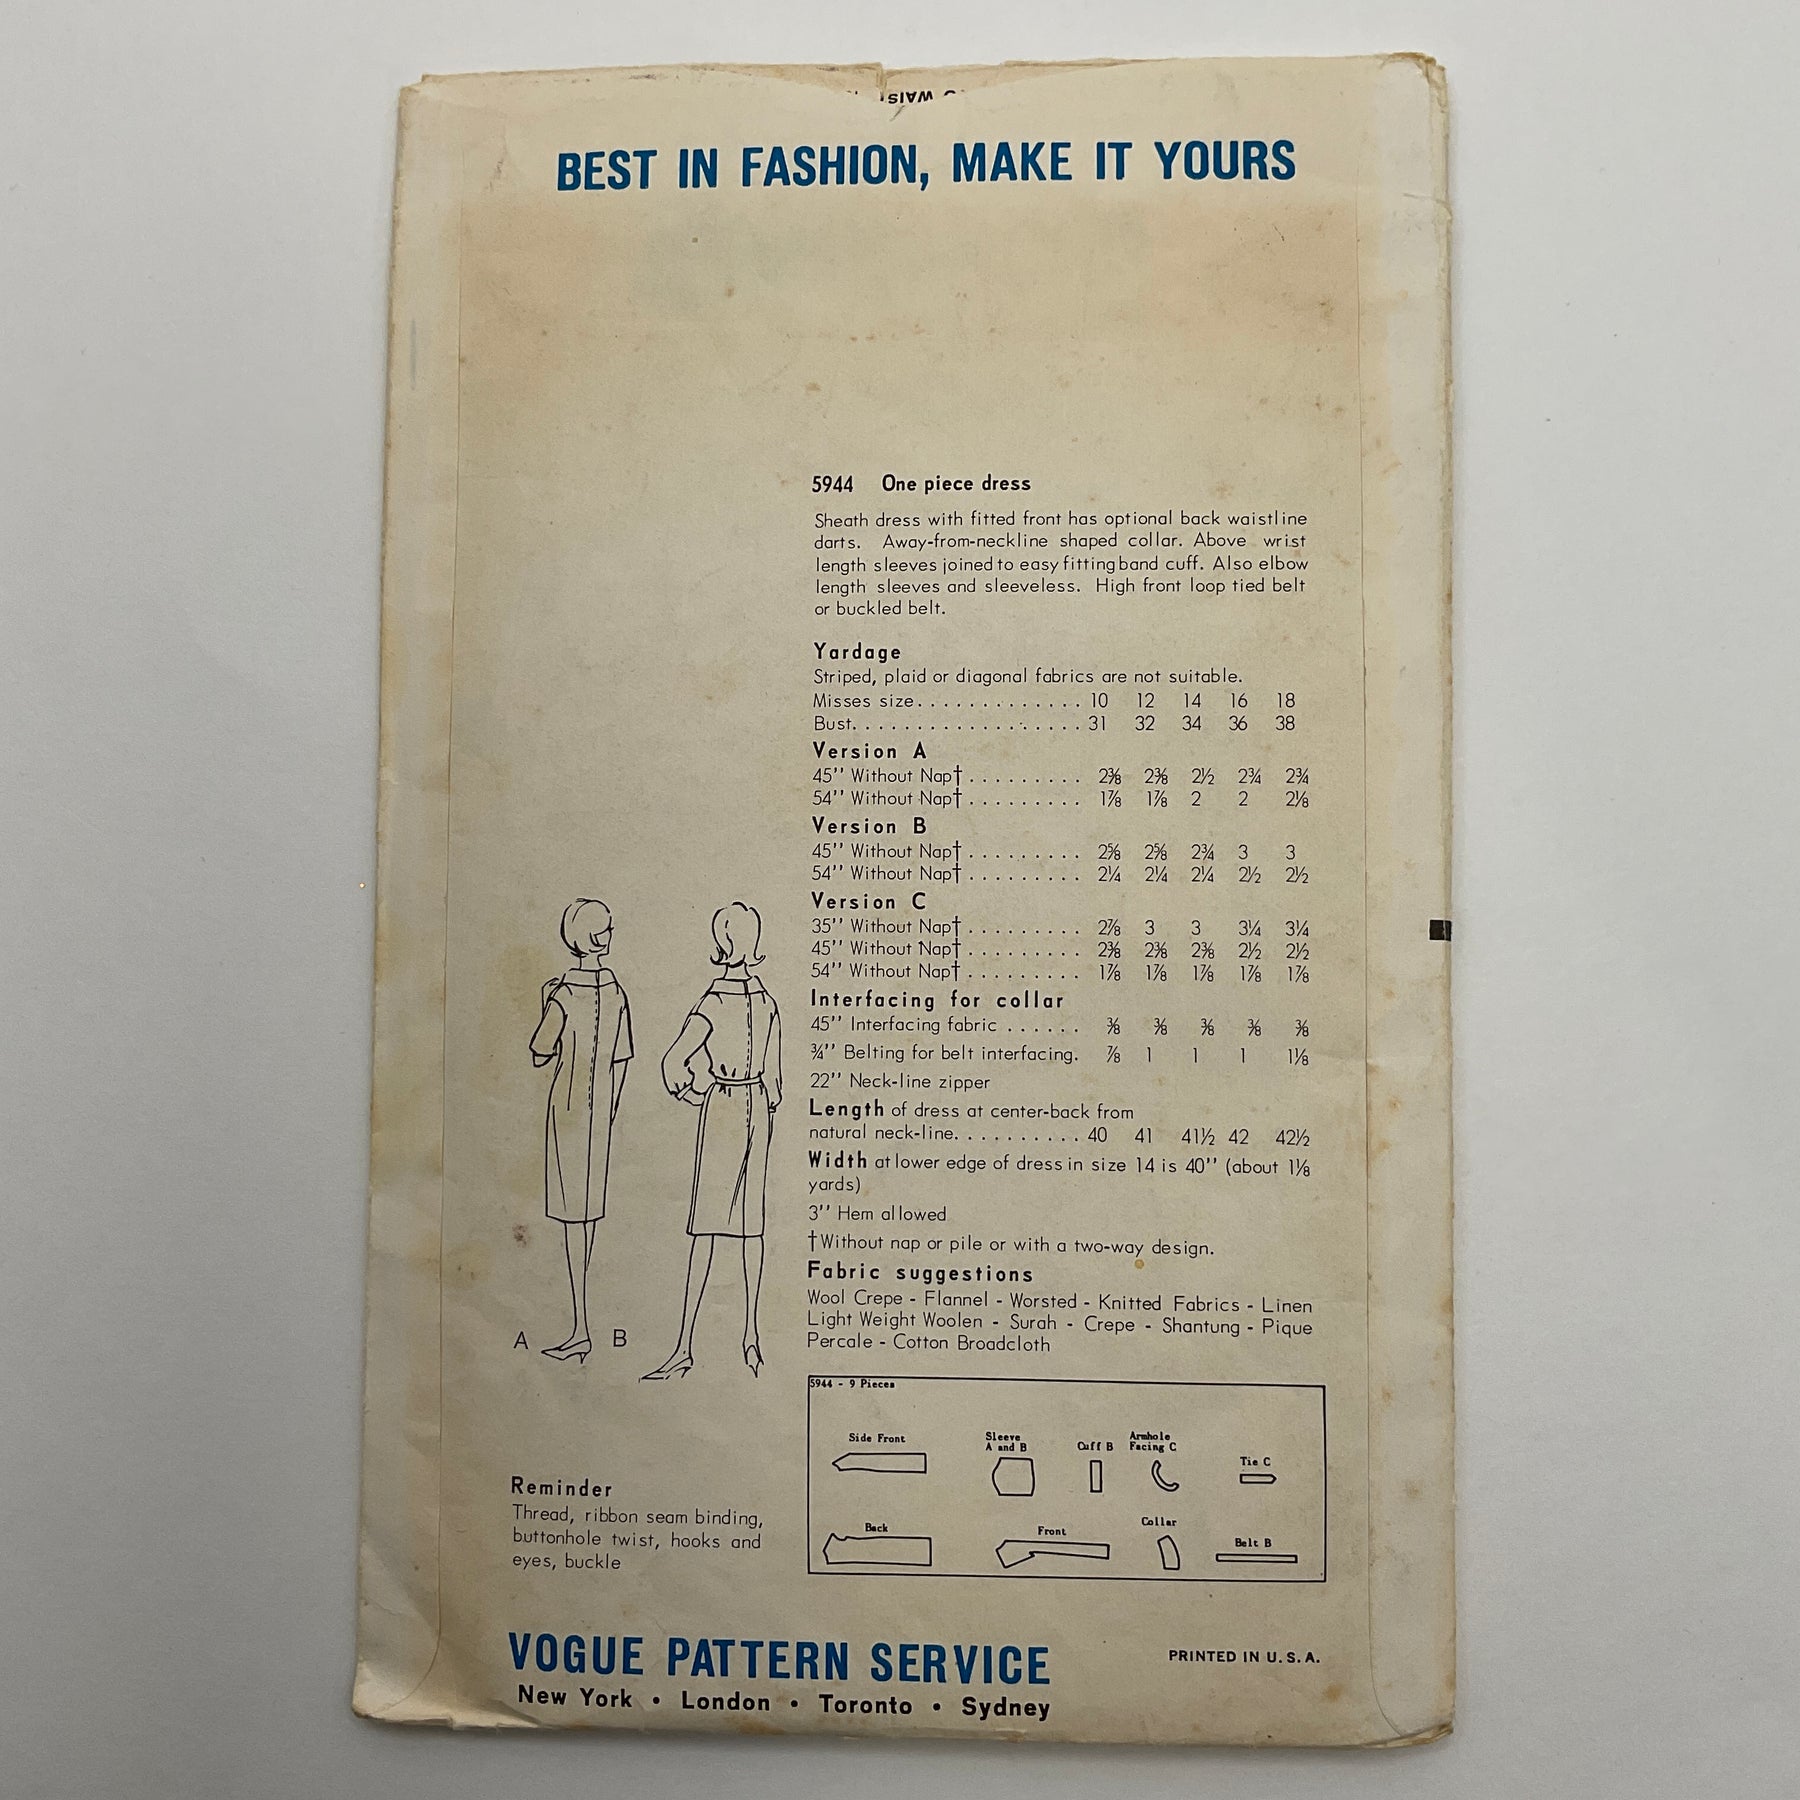 WAIST
BEST IN FASHION, MAKE IT YOURS
5944 One piece dress
Sheath dress with fitted front has optional back waistline
darts. Away-from-neckline shaped collar. Above wrist
length sleeves joined to easy fitting band cuff. Also elbow
length sleeves and sleeveless. High front loop tied belt
or buckled belt.
Yardage
Striped, plaid or diagonal fabrics are not suitable.
Misses size. . . . . . . . . . . . . 10 12 14 16 18
Bust. . . . . . . . . . . . . . . . . . 31 32 34 36 38
Version A
45'' Without Nap† . . . . . . . . . 2⅜ 2⅜ 2½ 2¾ 2¾
54'' Without Nap† . . . . . . . . . 1⅞ 1⅞ 2 2 2⅛
Version B
45'' Without Nap† . . . . . . . . . 2⅝ 2⅝ 2¾ 3 3
54'' Without Nap† . . . . . . . . . 2¼ 2¼ 2¼ 2½ 2½
Version C
35'' Without Nap† . . . . . . . . . 2⅞ 3 3 3¼ 3¼
45'' Without Nap† . . . . . . . . . 2⅜ 2⅜ 2⅜ 2½ 2½
54'' Without Nap† . . . . . . . . . 1⅞ 1⅞ 1⅞ 1⅞ 1⅞
Interfacing for collar
45'' Interfacing fabric . . . . . . ⅜ ⅜ ⅜ ⅜ ⅜
¾'' Belting for belt interfacing. ⅞ 1 1 1 1⅛
22'' Neck-line zipper
Length of dress at center-back from
natural neck-line. . . . . . . . . . 40 41 41½ 42 42½
Width at lower edge of dress in size 14 is 40'' (about 1⅛
yards)
3'' Hem allowed
†Without nap or pile or with a two-way design.
Fabric suggestions
Wool Crepe - Flannel - Worsted - Knitted Fabrics - Linen
Light Weight Woolen - Surah - Crepe - Shantung - Pique
Percale - Cotton Broadcloth
A B
5944 - 9 Pieces
Side Front
Sleeve
A and B
Cuff B
Armhole
Facing C
Tie C
Back
Front
Collar
Belt B
Reminder
Thread, ribbon seam binding,
buttonhole twist, hooks and
eyes, buckle
VOGUE PATTERN SERVICE
New York • London • Toronto • Sydney
PRINTED IN U. S. A.